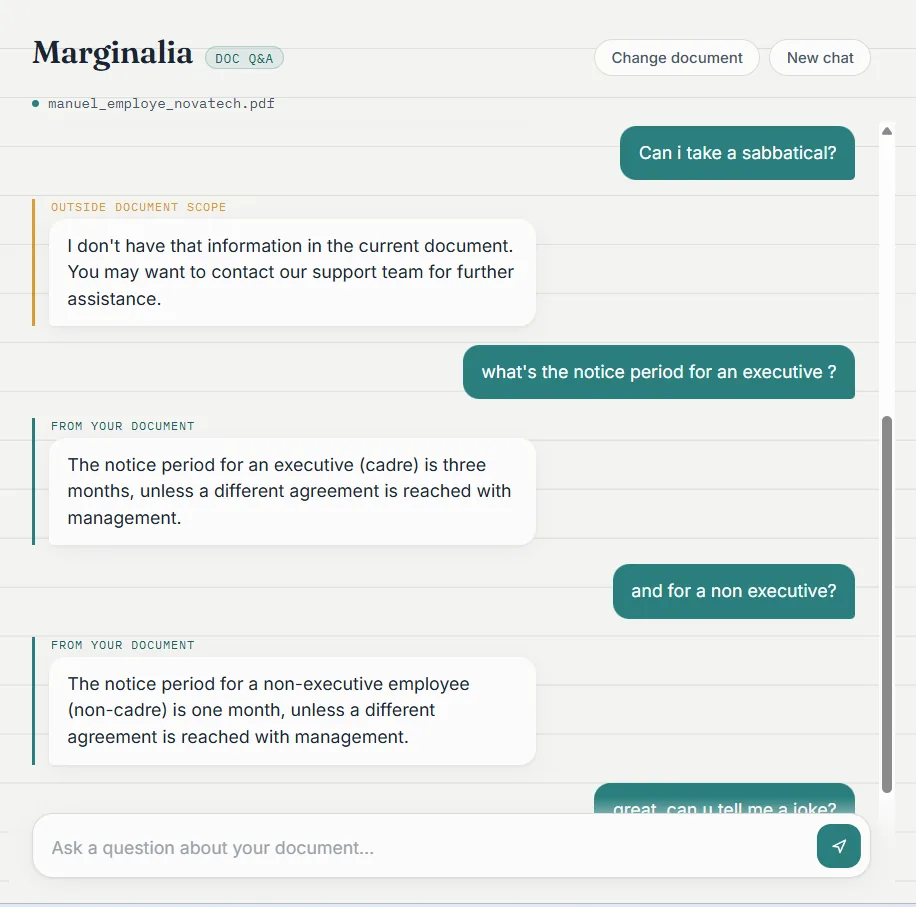 Marginalia
DOC Q&A
Change document
New chat
manuel_employe_novatech.pdf
Can i take a sabbatical?
OUTSIDE DOCUMENT SCOPE
I don't have that information in the current document.
You may want to contact our support team for further
assistance.
what's the notice period for an executive ?
FROM YOUR DOCUMENT
The notice period for an executive (cadre) is three
months, unless a different agreement is reached with
management.
and for a non executive?
FROM YOUR DOCUMENT
The notice period for a non-executive employee
(non-cadre) is one month, unless a different
agreement is reached with management.
great, can u tell me a joke?
Ask a question about your document...